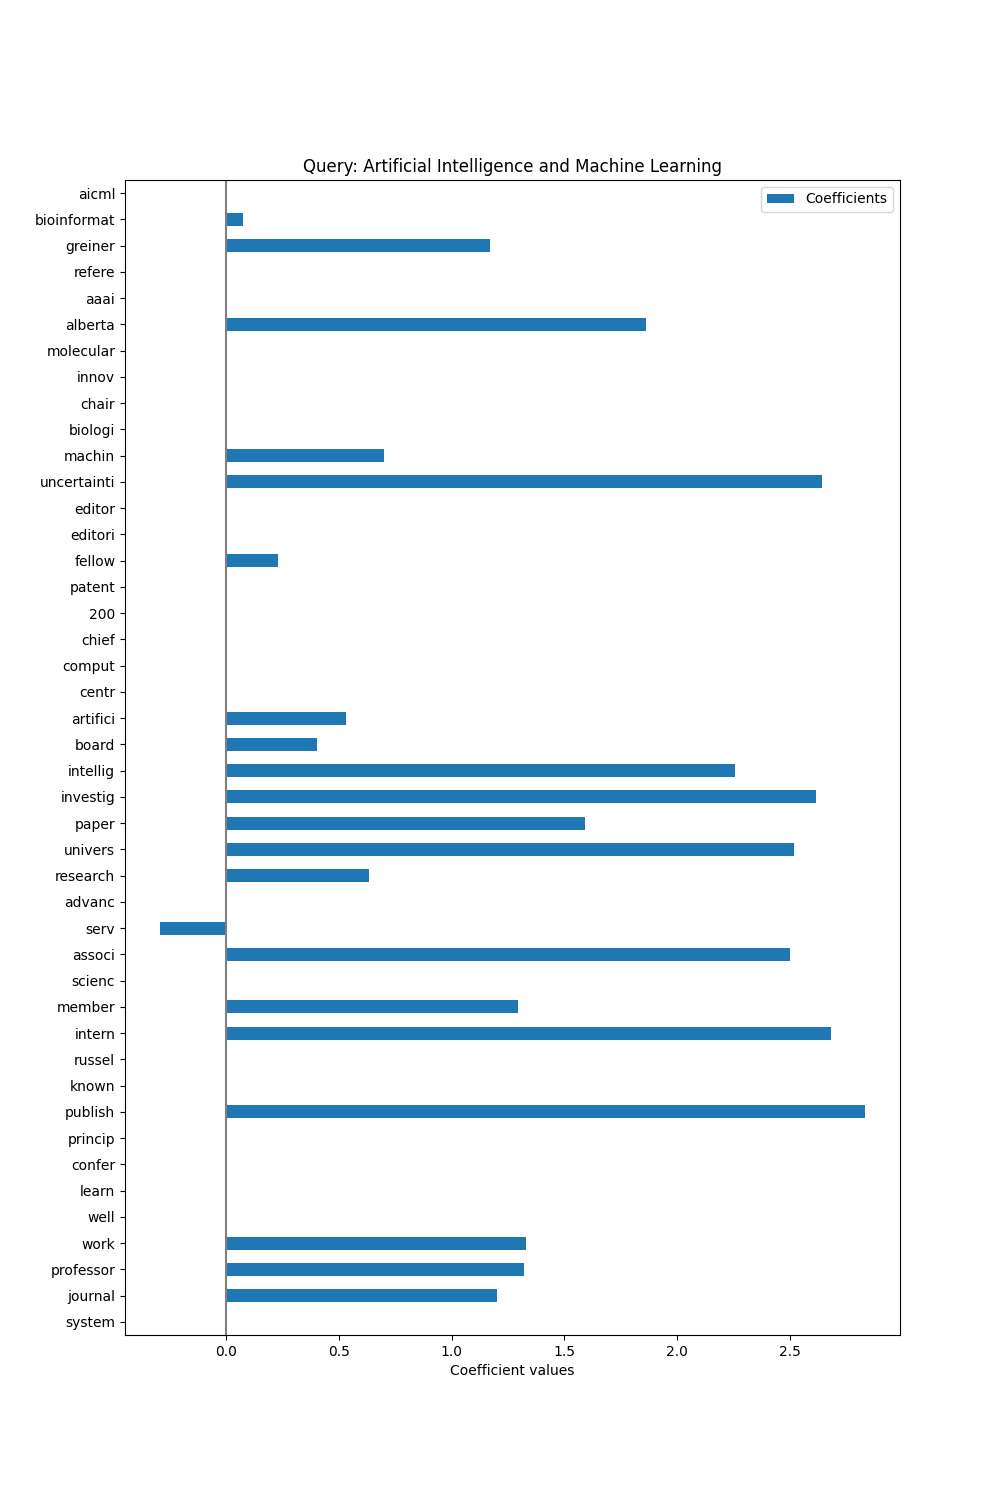 Query: Artificial Intelligence and Machine Learning
Coefficients
aicml
bioinformat
greiner
refere
aaai
alberta
molecular
innov
chair
biologi
machin
uncertainti
editor
editori
fellow
patent
200
chief
comput
centr
artifici
board
intellig
investig
paper
univers
research
advanc
serv
associ
scienc
member
intern
russel
known
publish
princip
confer
learn
well
work
professor
journal
system
0.0 0.5 1.0 1.5 2.0 2.5
Coefficient values